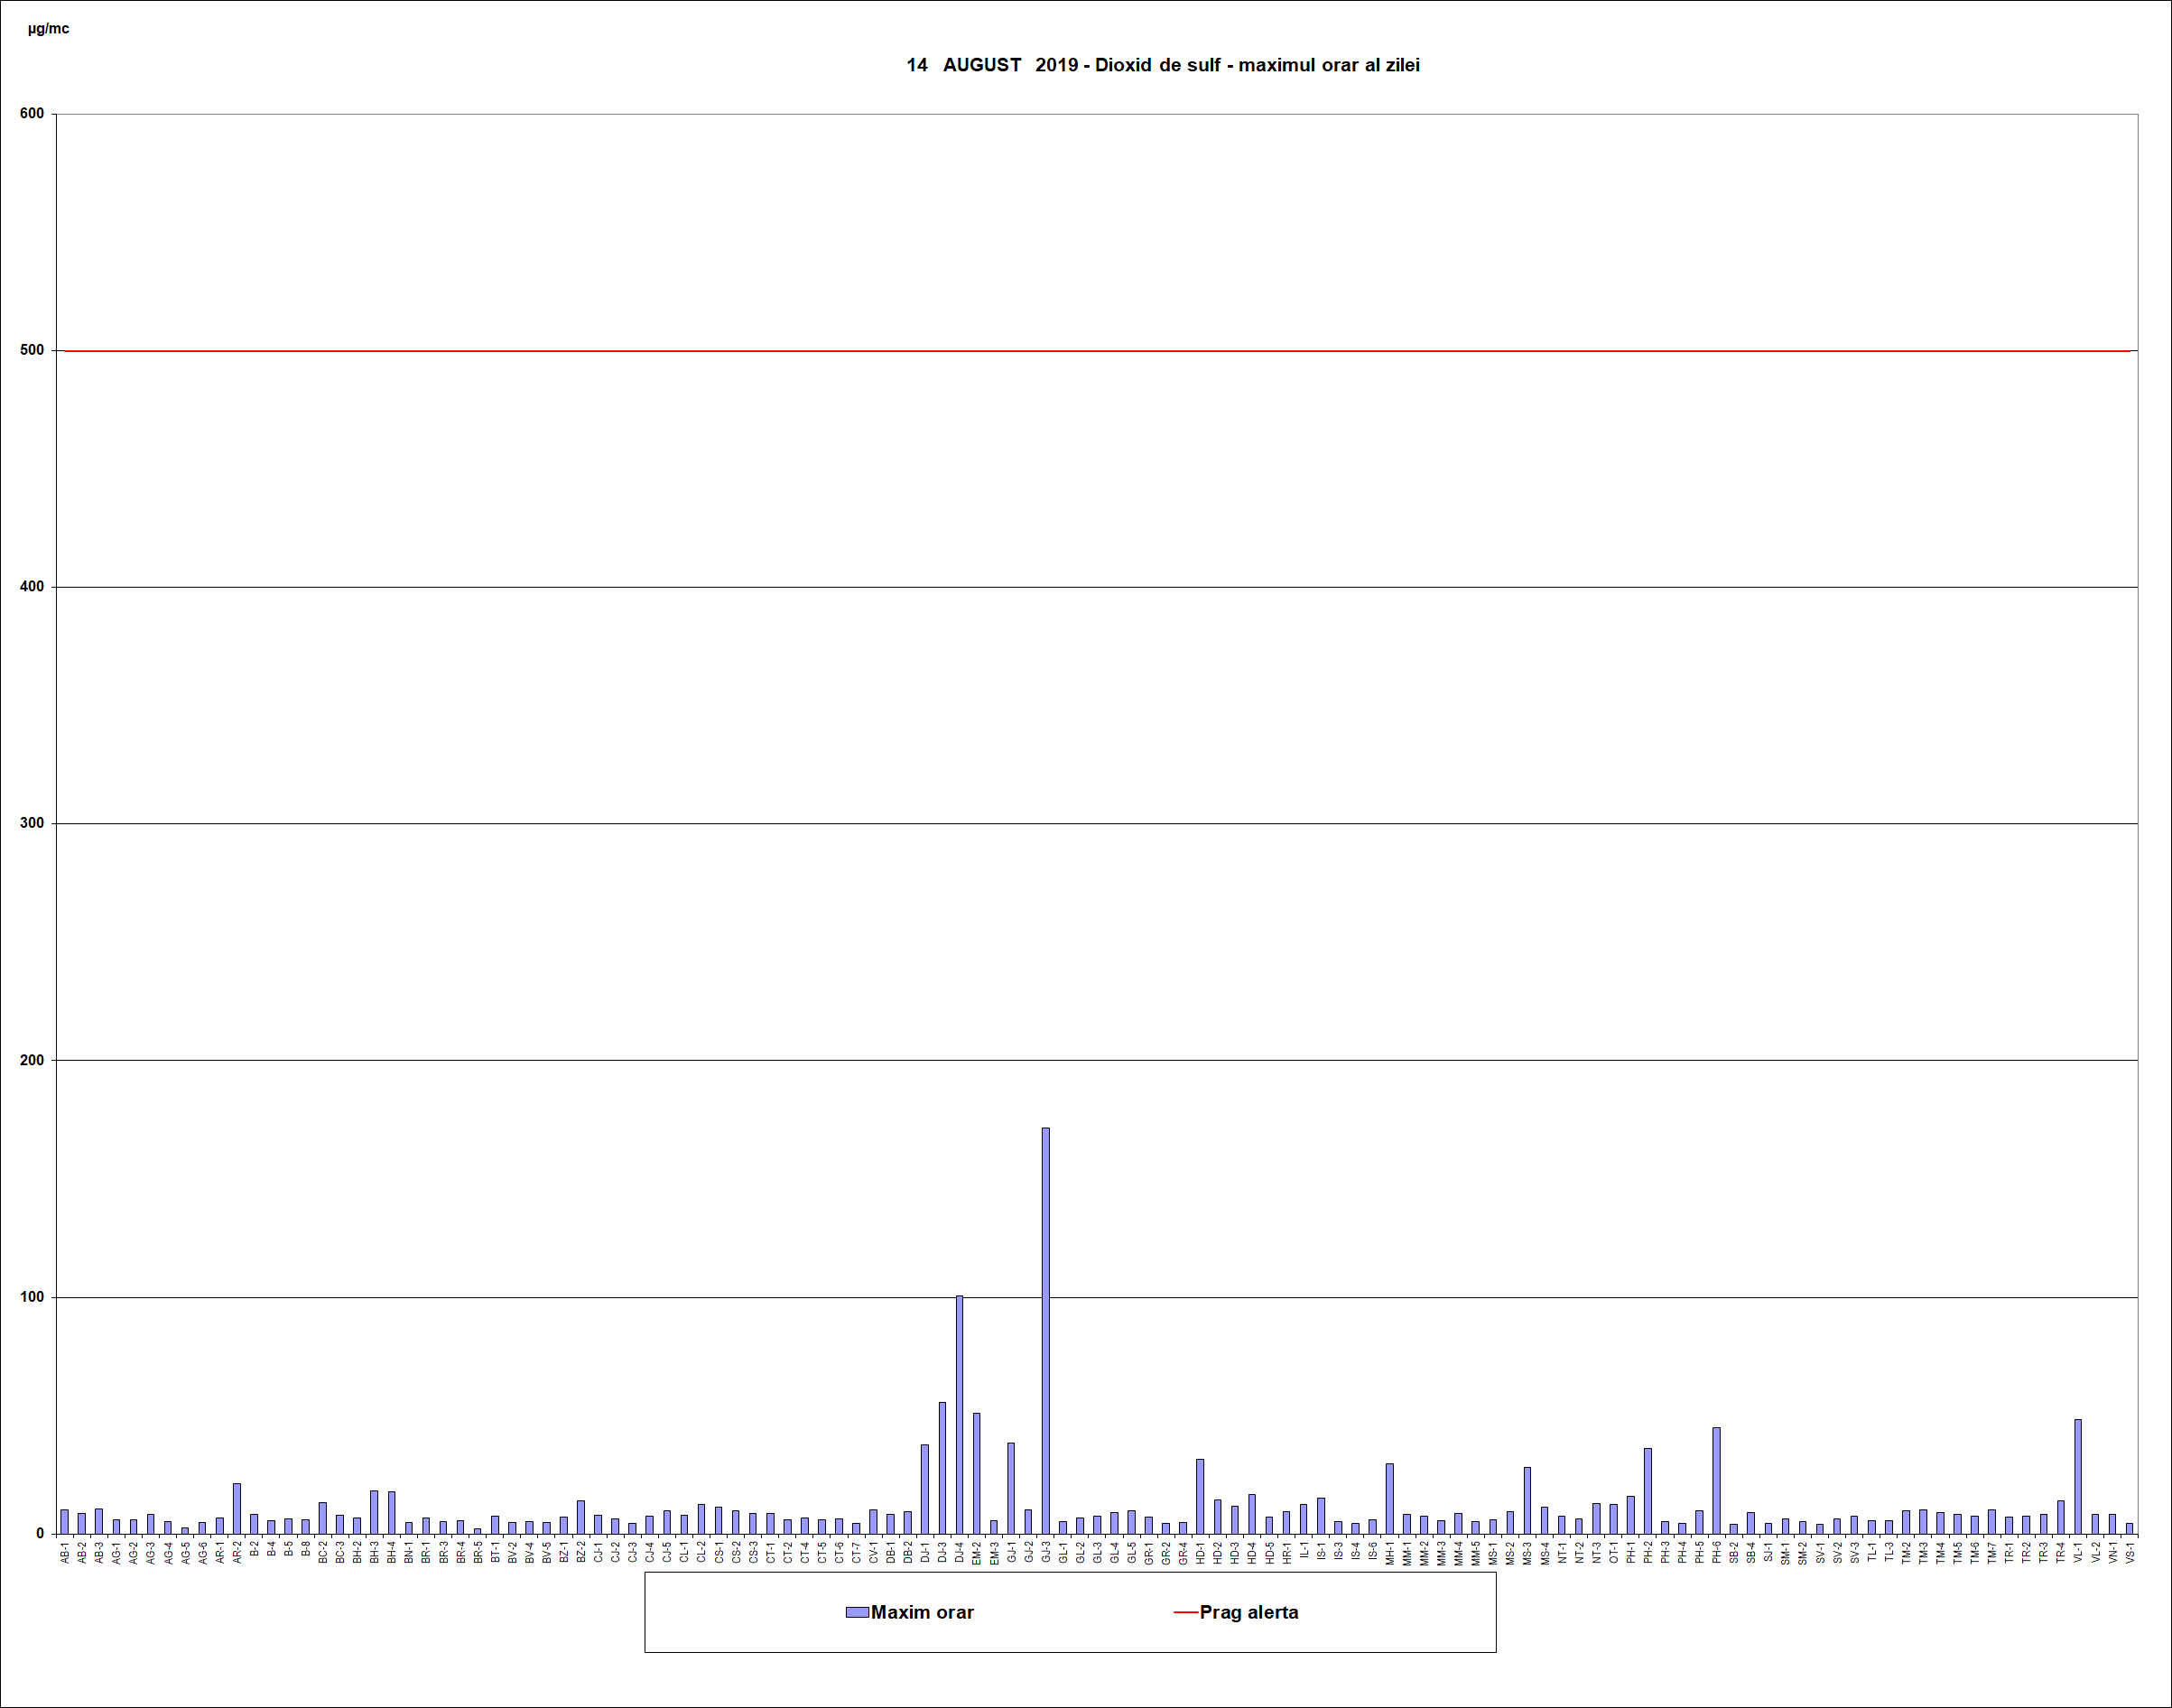 µg/mc
14 AUGUST 2019 - Dioxid de sulf - maximul orar al zilei
600
500
400
300
200
100
0
AB-1 AB-2 AB-3 AG-1 AG-2 AG-3 AG-4 AG-5 AG-6 AR-1 AR-2 B-2 B-4 B-5 B-8 BC-2 BC-3 BH-2 BH-3 BH-4 BN-1 BR-1 BR-3 BR-4 BR-5 BT-1 BV-2 BV-4 BV-5 BZ-1 BZ-2 CJ-1 CJ-2 CJ-3 CJ-4 CJ-5 CL-1 CL-2 CS-1 CS-2 CS-3 CT-1 CT-2 CT-4 CT-5 CT-6 CT-7 CV-1 DB-1 DB-2 DJ-1 DJ-3 DJ-4 EM-2 EM-3 GJ-1 GJ-2 GJ-3 GL-1 GL-2 GL-3 GL-4 GL-5 GR-1 GR-2 GR-4 HD-1 HD-2 HD-3 HD-4 HD-5 HR-1 IL-1 IS-1 IS-3 IS-4 IS-6 MH-1 MM-1 MM-2 MM-3 MM-4 MM-5 MS-1 MS-2 MS-3 MS-4 NT-1 NT-2 NT-3 OT-1 PH-1 PH-2 PH-3 PH-4 PH-5 PH-6 SB-2 SB-4 SJ-1 SM-1 SM-2 SV-1 SV-2 SV-3 TL-1 TL-3 TM-2 TM-3 TM-4 TM-5 TM-6 TM-7 TR-1 TR-2 TR-3 TR-4 VL-1 VL-2 VN-1 VS-1
Maxim orar Prag alerta